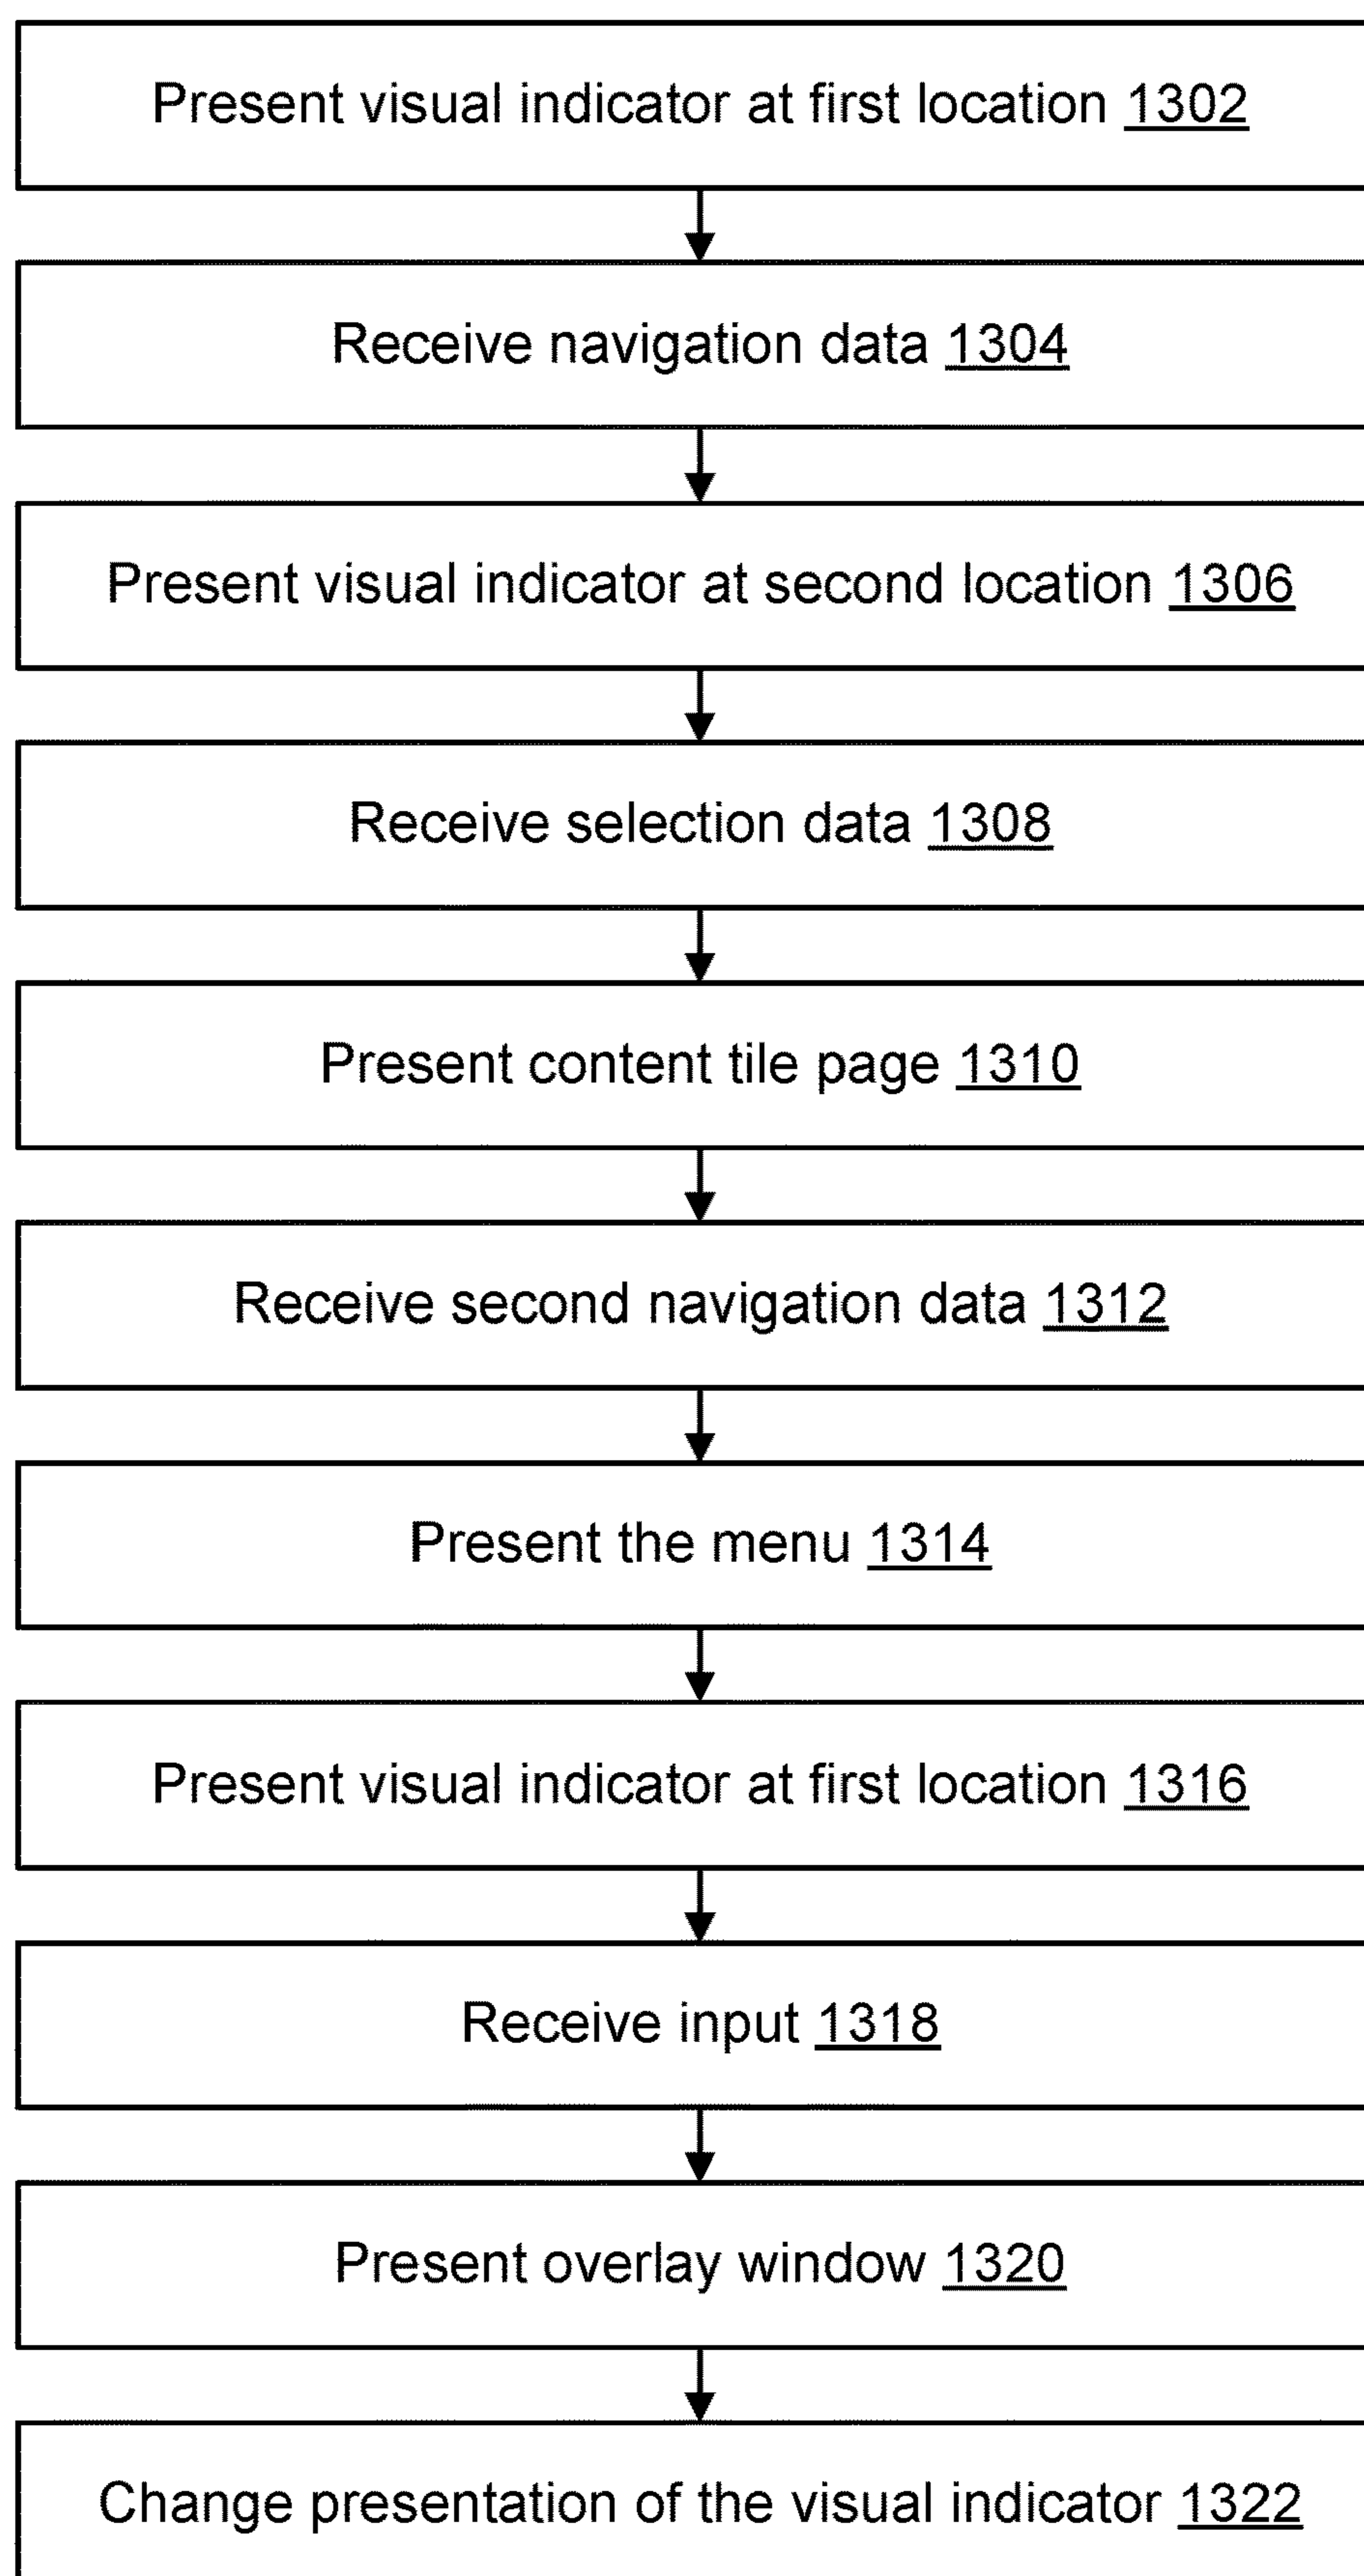 Present visual indicator at first location 1302
Receive navigation data 1304
Present visual indicator at second location 1306
Receive selection data 1308
Present content tile page 1310
Receive second navigation data 1312
Present the menu 1314
Present visual indicator at first location 1316
Receive input 1318
Present overlay window 1320
Change presentation of the visual indicator 1322